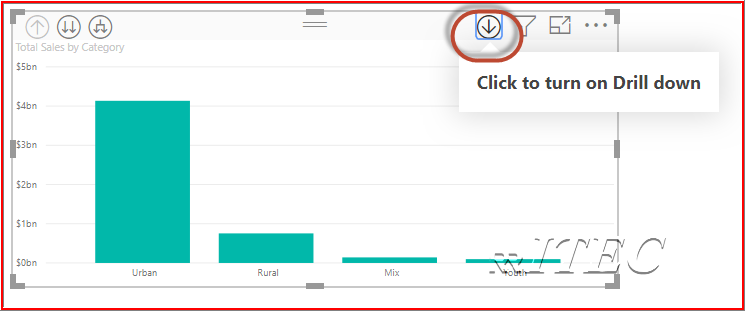 Total Sales by Category
Click to turn on Drill down
$5bn
$4bn
$3bn
$2bn
$1bn
$0bn
Urban
Rural
Mix
Youth